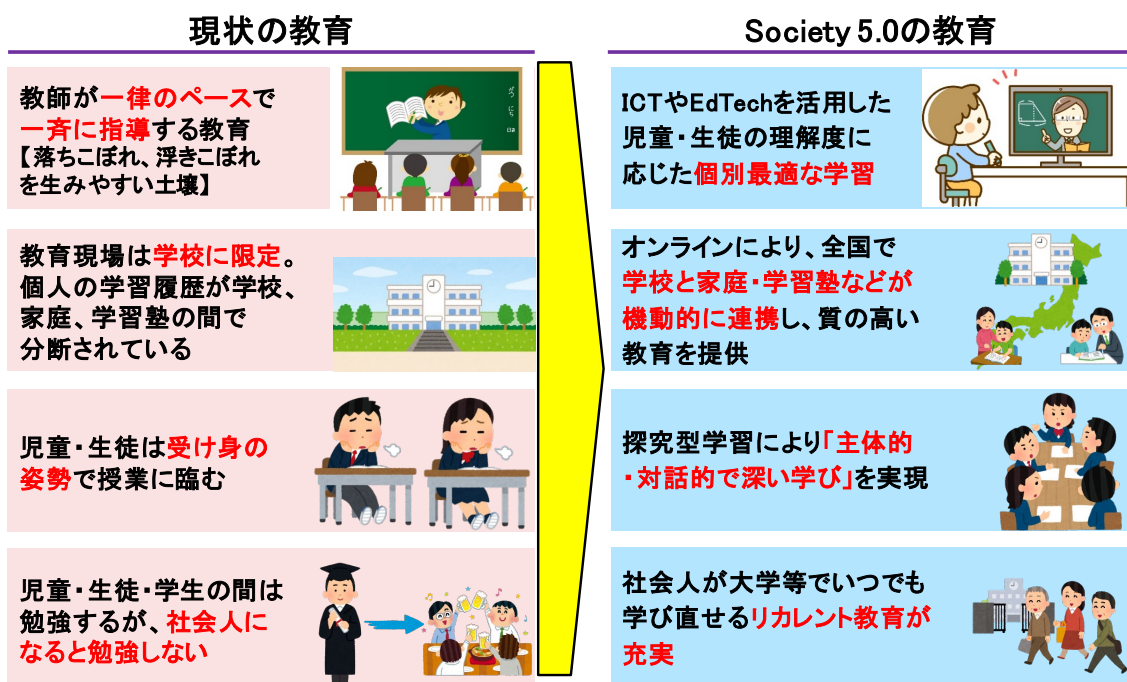 現状の教育
教師が一律のペースで
一斉に指導する教育
【落ちこぼれ、浮きこぼれ
を生みやすい土壌】
教育現場は学校に限定。
個人の学習履歴が学校、
家庭、学習塾の間で
分断されている
児童・生徒は受け身の
姿勢で授業に臨む
児童・生徒・学生の間は
勉強するが、社会人に
なると勉強しない
Society 5.0の教育
ICTやEdTechを活用した
児童・生徒の理解度に
応じた個別最適な学習
オンラインにより、全国で
学校と家庭・学習塾などが
機動的に連携し、質の高い
教育を提供
探究型学習により「主体的
・対話的で深い学び」を実現
社会人が大学等でいつでも
学び直せるリカレント教育が
充実